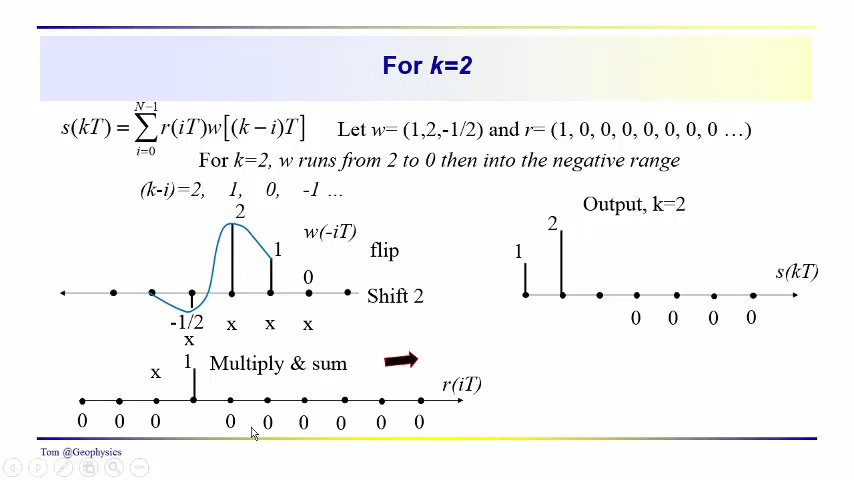 For k=2
s(kT) = ∑_{i=0}^{N−1} r(iT)w[(k − i)T]
Let w= (1,2,-1/2) and r= (1, 0, 0, 0, 0, 0, 0, 0 …)
For k=2, w runs from 2 to 0 then into the negative range
(k-i)=2, 1, 0, -1 …
Output, k=2
2
w(-iT)
1
flip
0
Shift 2
-1/2
x x x x
2
1
s(kT)
0 0 0 0
x
1
Multiply & sum
r(iT)
0 0 0 0 0 0 0 0 0
Tom @Geophysics